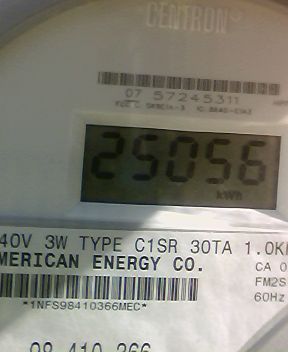 CENTRON
07 57245311
25056
kWh
40V 3W TYPE C1SR 30TA 1.0K
MERICAN ENERGY CO.
CA 0
FM2S
60Hz
*1NFS98410366MEC*
98 410 366